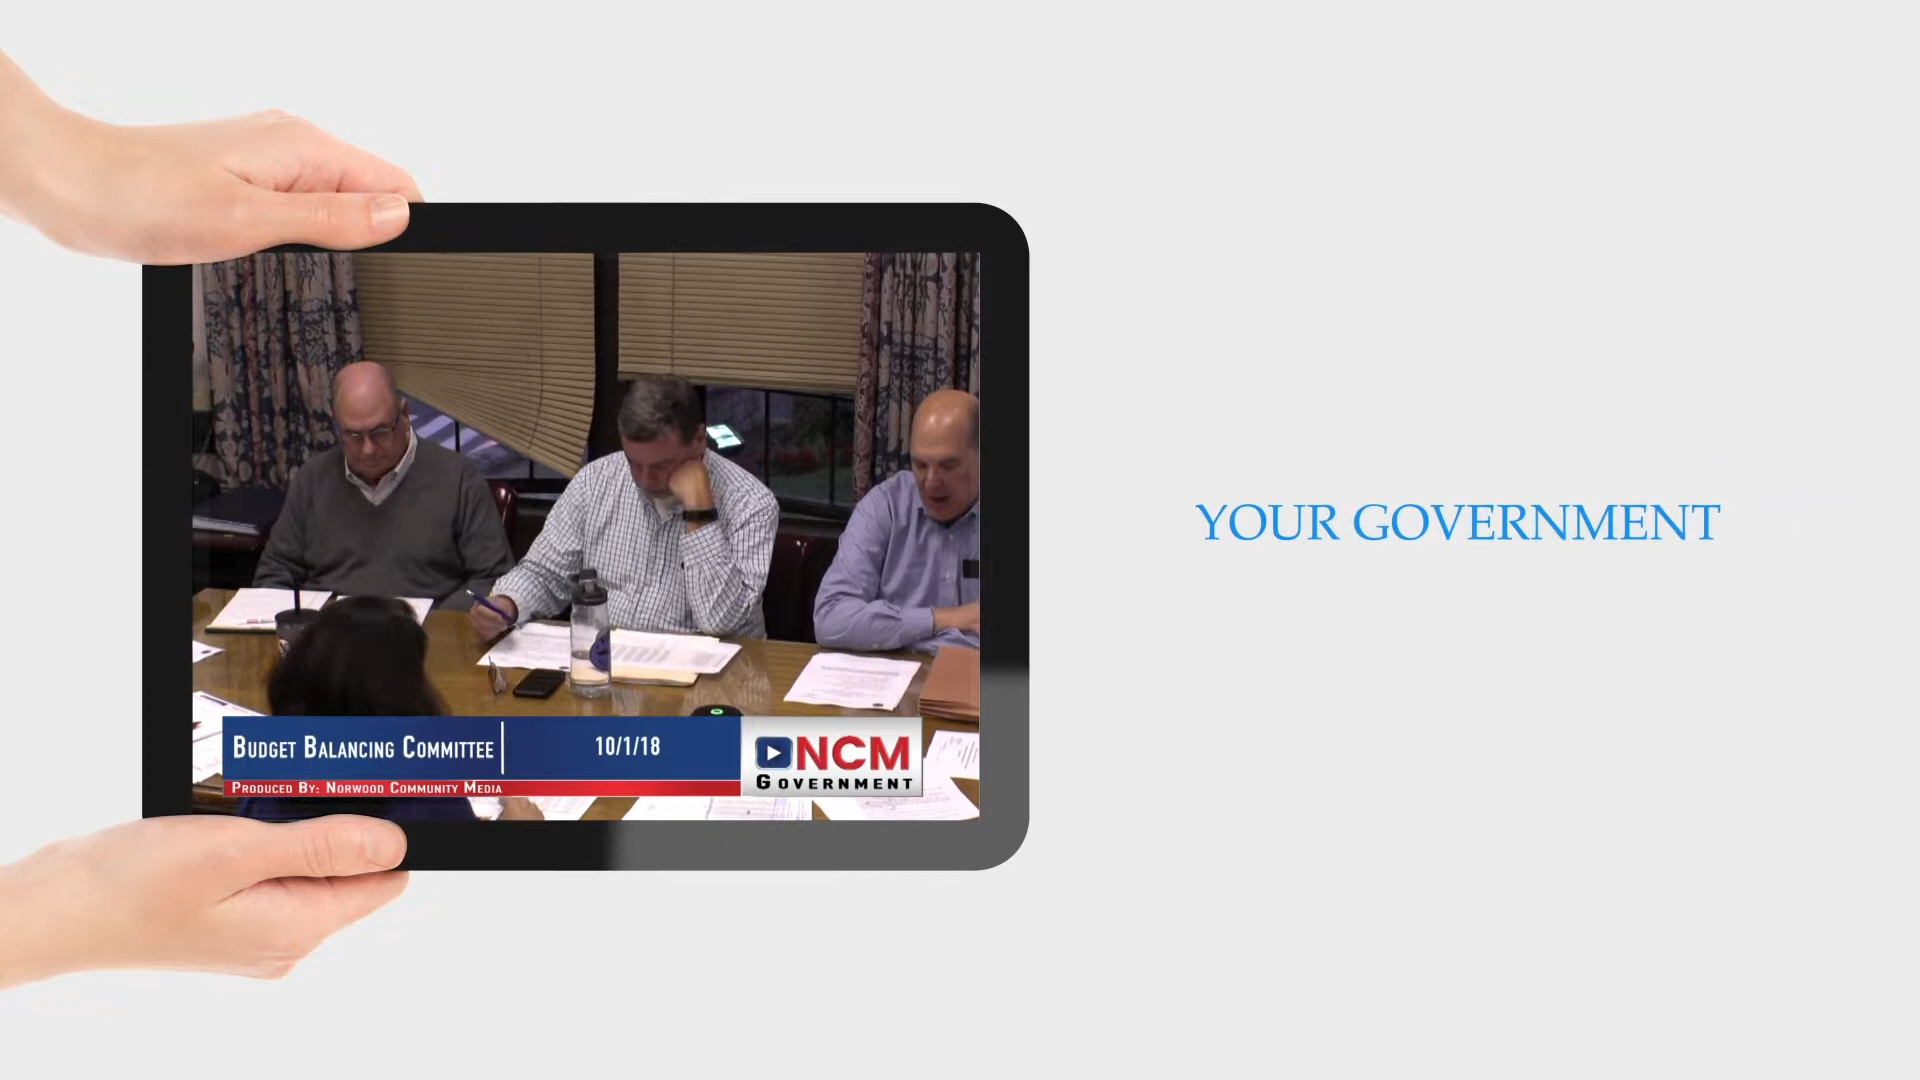 YOUR GOVERNMENT
BUDGET BALANCING COMMITTEE
10/1/18
NCM
GOVERNMENT
PRODUCED BY: NORWOOD COMMUNITY MEDIA